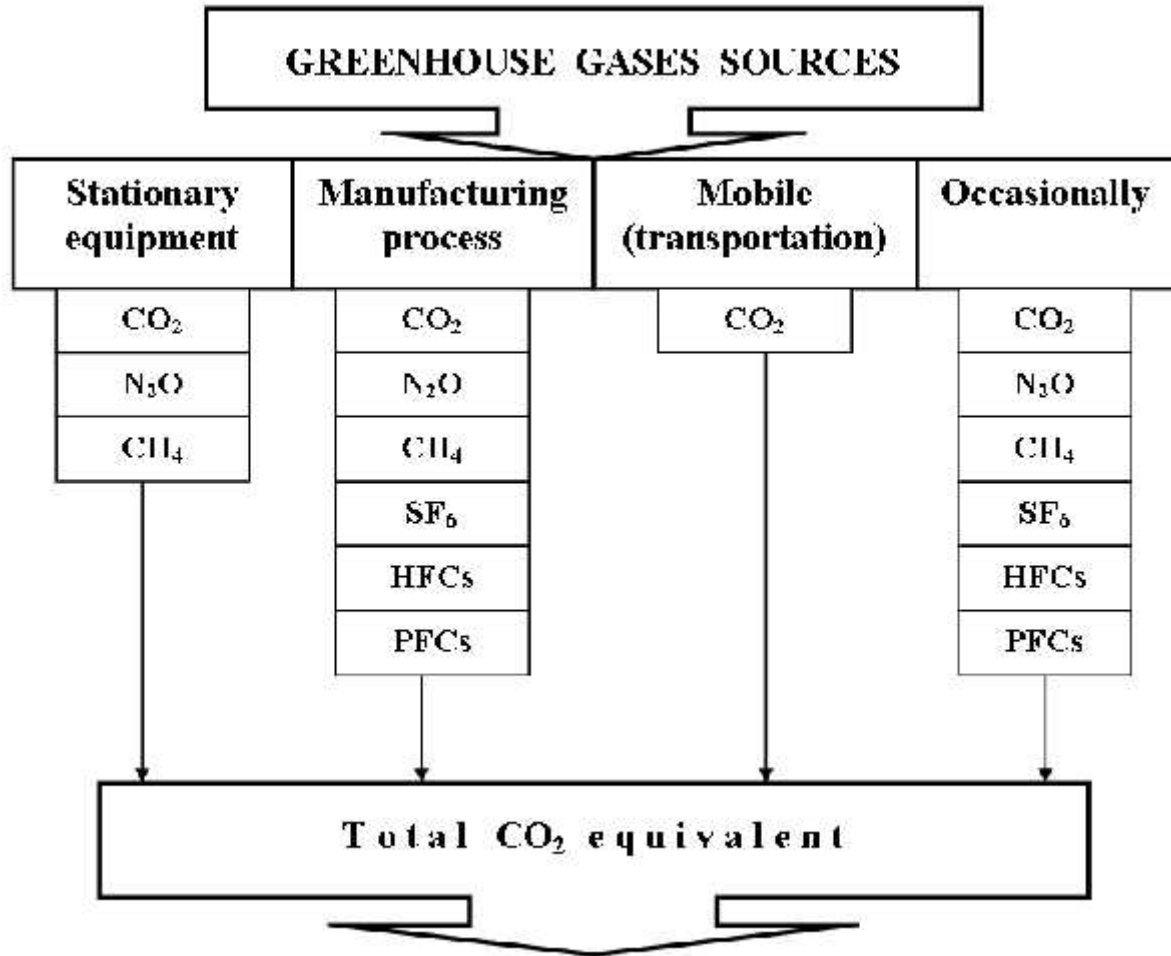 GREENHOUSE GASES SOURCES
Stationary
equipment
CO₂
N₂O
CH₄
Manufacturing
process
CO₂
N₂O
CH₄
SF₆
HFCs
PFCs
Mobile
(transportation)
CO₂
Occasionally
CO₂
N₂O
CH₄
SF₆
HFCs
PFCs
Total CO₂ equivalent